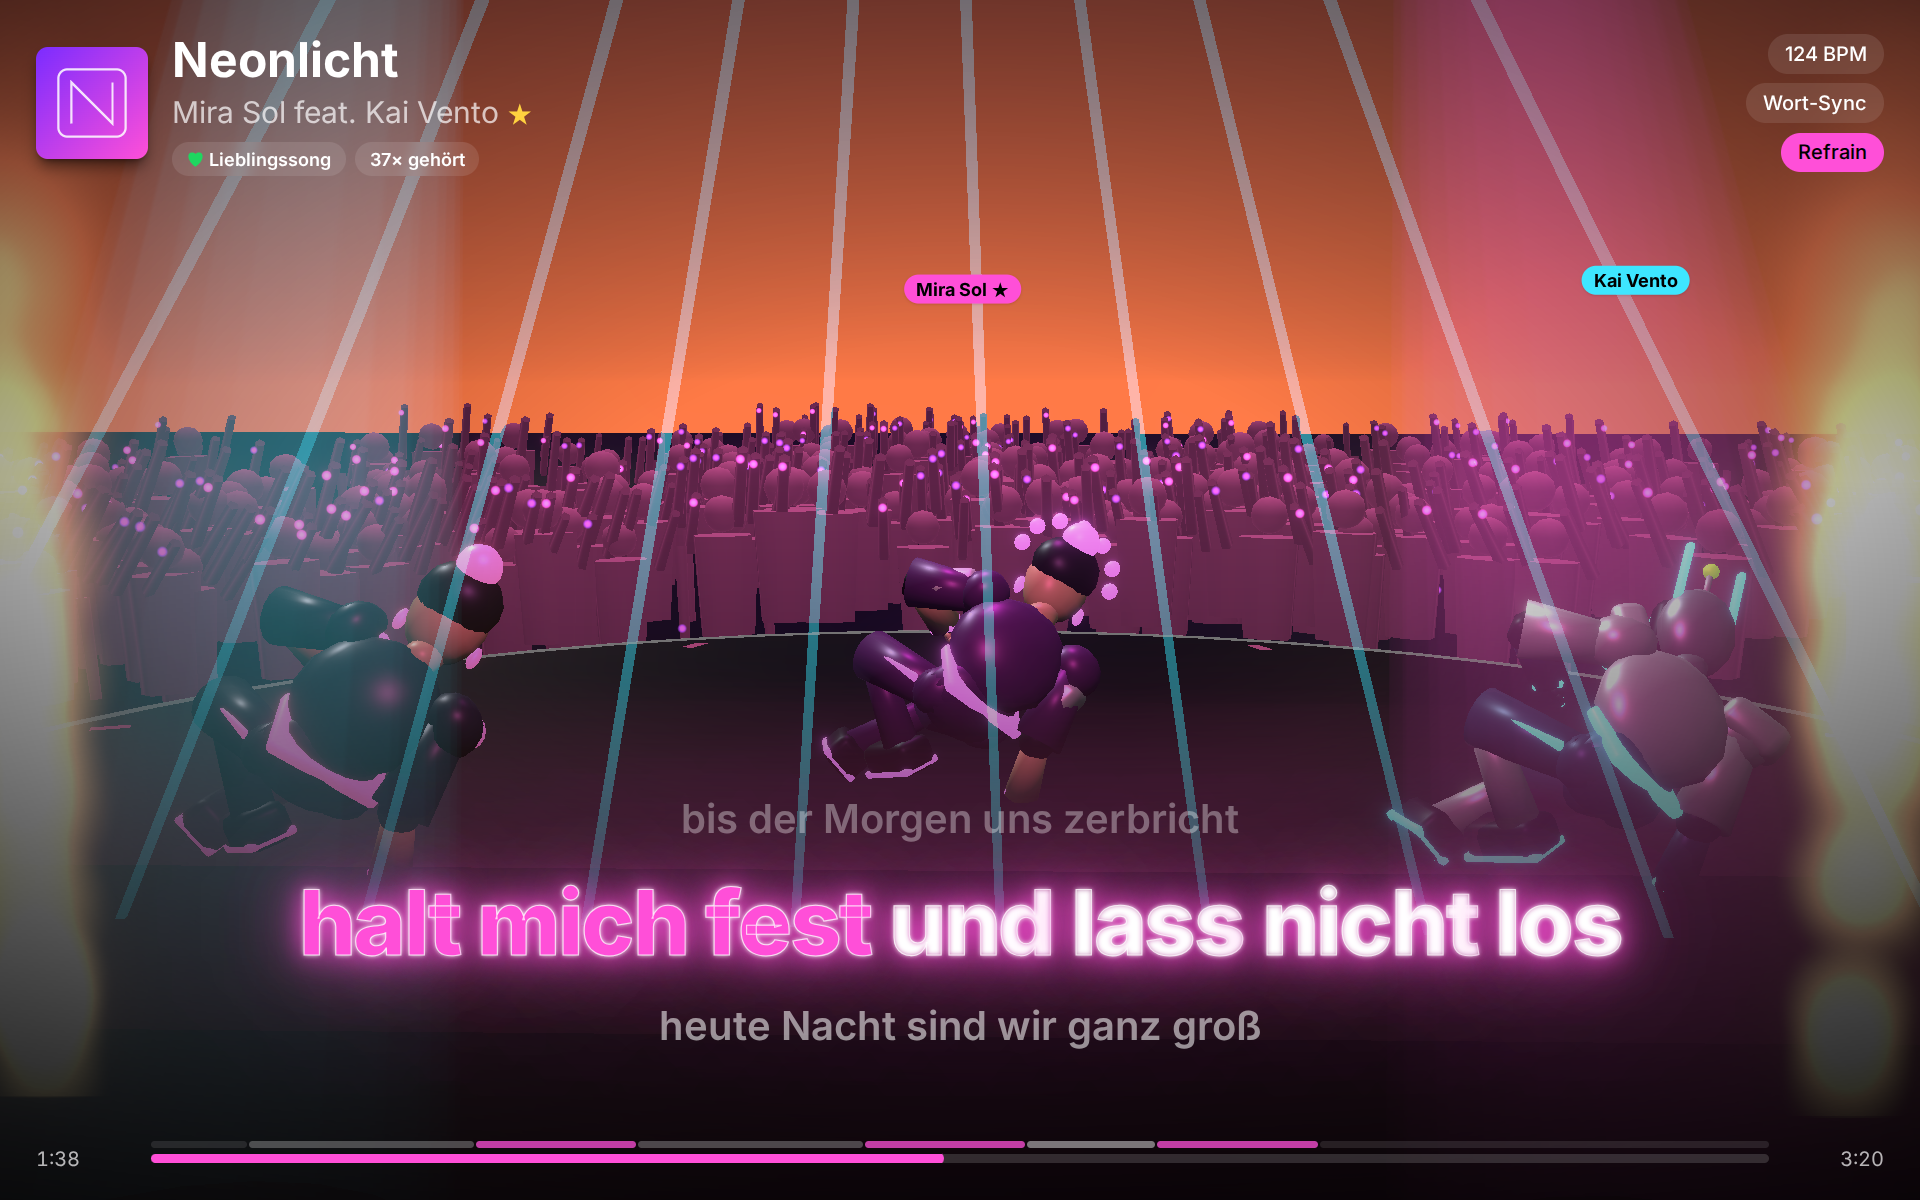 N
Neonlicht
Mira Sol feat. Kai Vento ★
Lieblingssong
37× gehört
124 BPM
Wort-Sync
Refrain
Mira Sol ★
Kai Vento
bis der Morgen uns zerbricht
halt mich fest und lass nicht los
heute Nacht sind wir ganz groß
1:38
3:20